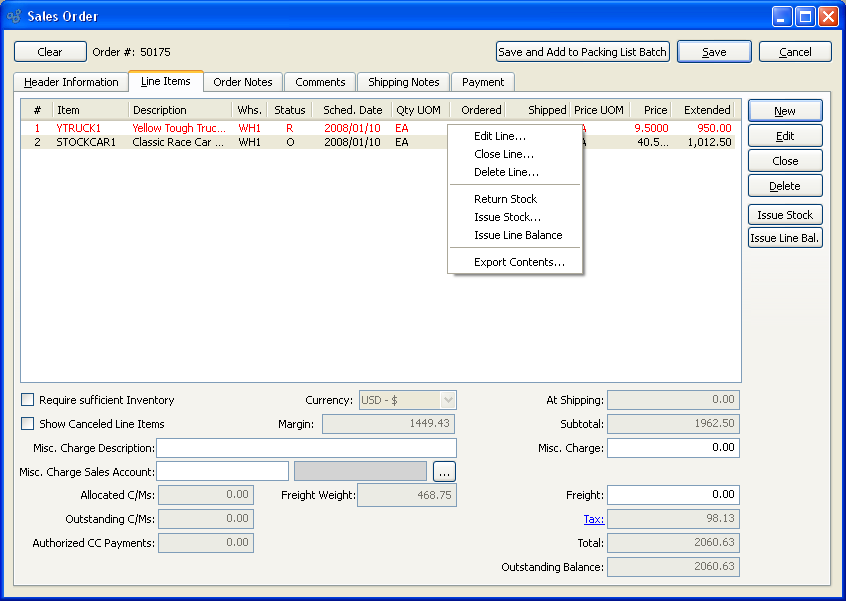 Sales Order
Clear Order #: 50175 Save and Add to Packing List Batch Save Cancel
Header Information Line Items Order Notes Comments Shipping Notes Payment
# Item Description Whs. Status Sched. Date Qty UOM Ordered Shipped Price UOM Price Extended
1 YTRUCK1 Yellow Tough Truc... WH1 R 2008/01/10 EA 9.5000 950.00
2 STOCKCAR1 Classic Race Car ... WH1 O 2008/01/10 EA 40.5... 1,012.50
Edit Line...
Close Line...
Delete Line...
Return Stock
Issue Stock...
Issue Line Balance
Export Contents...
New
Edit
Close
Delete
Issue Stock
Issue Line Bal.
Require sufficient Inventory Currency: USD - $ At Shipping: 0.00
Show Canceled Line Items Margin: 1449.43 Subtotal: 1962.50
Misc. Charge Description: Misc. Charge: 0.00
Misc. Charge Sales Account: ...
Allocated C/Ms: 0.00 Freight Weight: 468.75 Freight: 0.00
Outstanding C/Ms: 0.00 Tax: 98.13
Authorized CC Payments: 0.00 Total: 2060.63
Outstanding Balance: 2060.63